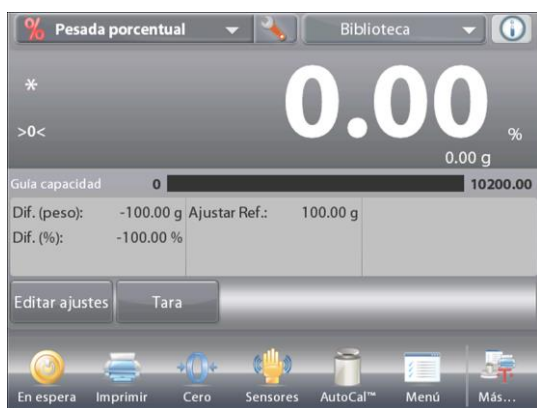 % Pesada porcentual
Biblioteca
*
0.00 %
>0<
0.00 g
Guía capacidad 0 10200.00
Dif. (peso): -100.00 g Ajustar Ref.: 100.00 g
Dif. (%): -100.00 %
Editar ajustes Tara
En espera Imprimir Cero Sensores AutoCal™ Menú Más...